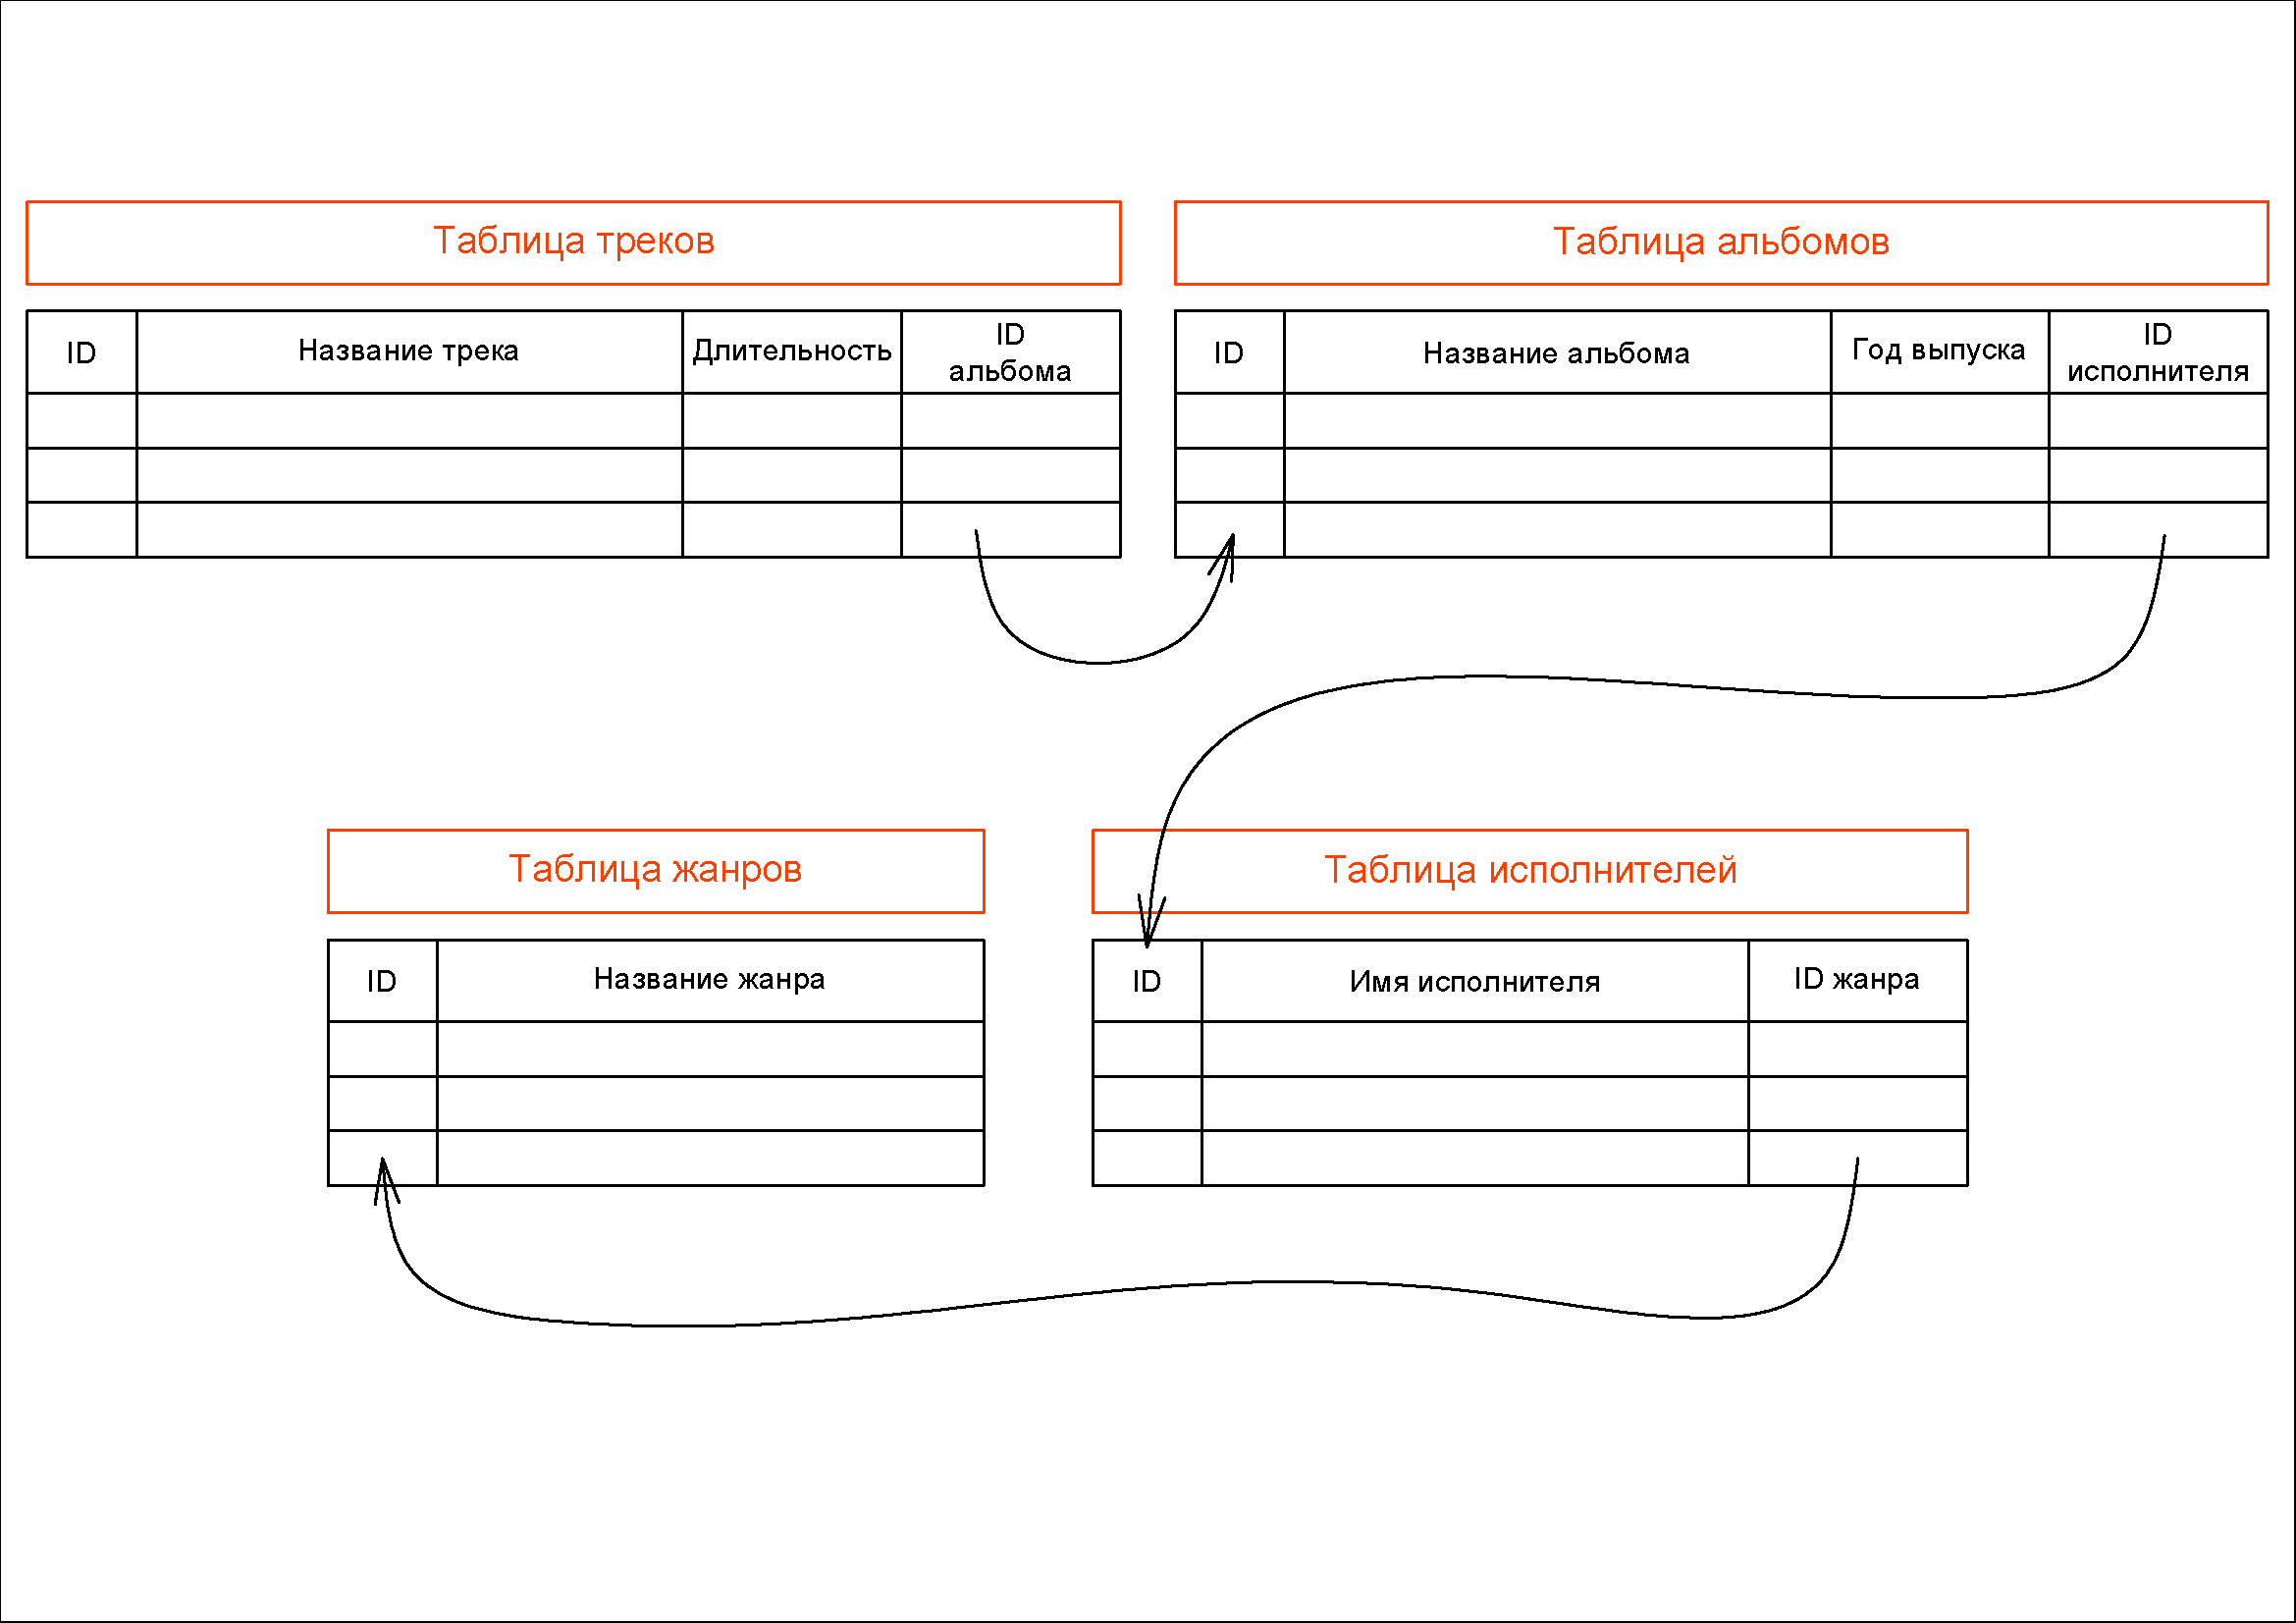 Таблица треков
Таблица альбомов
ID
Название трека
Длительность
ID
альбома
ID
Название альбома
Год выпуска
ID
исполнителя
Таблица жанров
Таблица исполнителей
ID
Название жанра
ID
Имя исполнителя
ID жанра